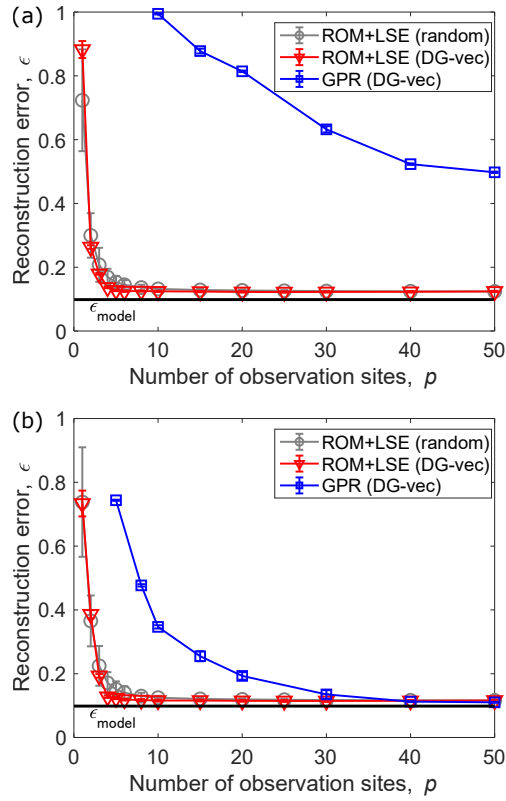 (a)
1
0.8
0.6
0.4
0.2
0
Reconstruction error, ϵ
ROM+LSE (random)
ROM+LSE (DG-vec)
GPR (DG-vec)
ϵmodel
0 10 20 30 40 50
Number of observation sites, p
(b)
1
0.8
0.6
0.4
0.2
0
Reconstruction error, ϵ
ROM+LSE (random)
ROM+LSE (DG-vec)
GPR (DG-vec)
ϵmodel
0 10 20 30 40 50
Number of observation sites, p